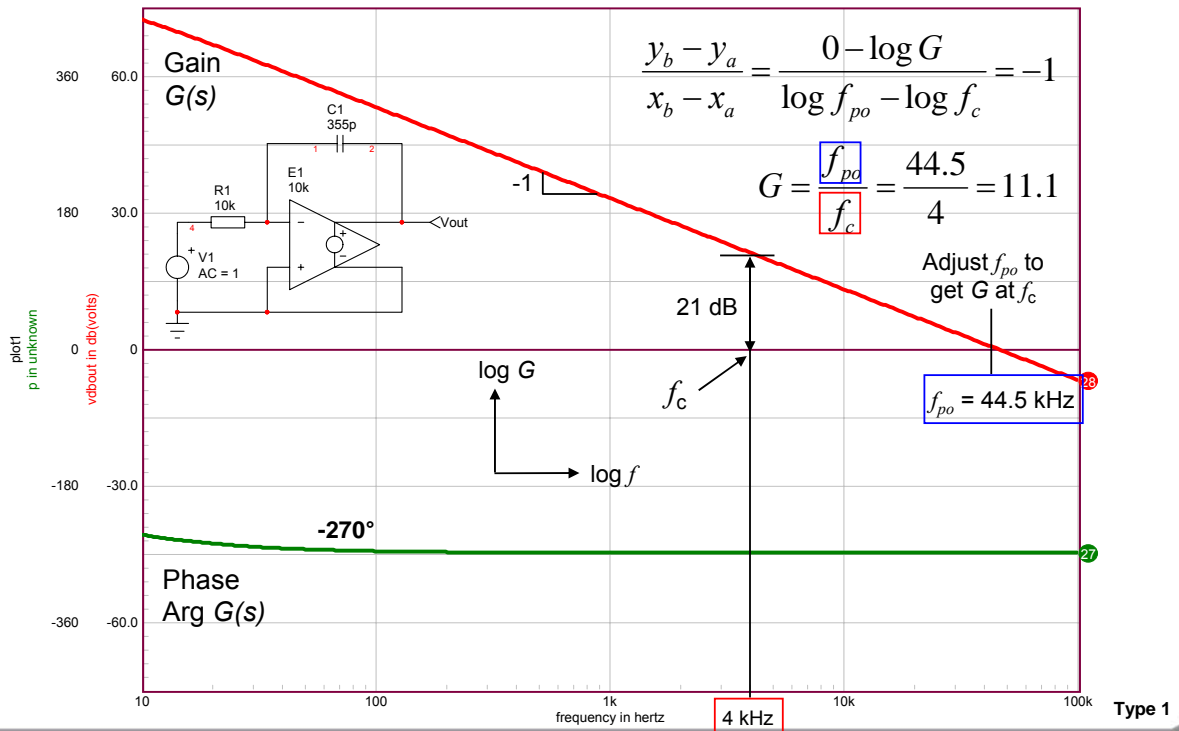 Gain
G(s)
y_b − y_a / x_b − x_a = 0 − log G / log f_po − log f_c = −1
G = f_po / f_c = 44.5 / 4 = 11.1
C1
355p
1 2
E1
10k
R1
10k
4
V1
AC = 1
+
−
+
+
−
Vout
-1
Adjust f_po to
get G at f_c
21 dB
f_c
f_po = 44.5 kHz
log G
log f
-270°
Phase
Arg G(s)
28
27
plot1
p in unknown
vdbout in db(volts)
360 60.0
180 30.0
0 0
-180 -30.0
-360 -60.0
10 100 1k 10k 100k
frequency in hertz
4 kHz
Type 1